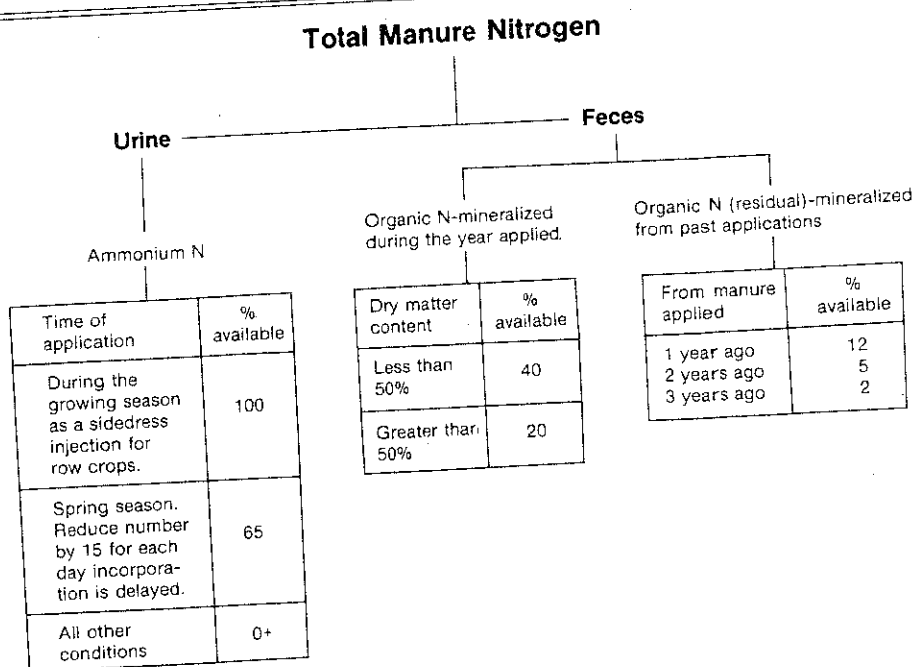 Total Manure Nitrogen
Urine
Feces
Ammonium N
Time of
application
%
available
During the
growing season
as a sidedress
injection for
row crops.
100
Spring season.
Reduce number
by 15 for each
day incorpora-
tion is delayed.
65
All other
conditions
0+
Organic N-mineralized
during the year applied.
Dry matter
content
%
available
Less than
50%
40
Greater than
50%
20
Organic N (residual)-mineralized
from past applications
From manure
applied
%
available
1 year ago 12
2 years ago 5
3 years ago 2